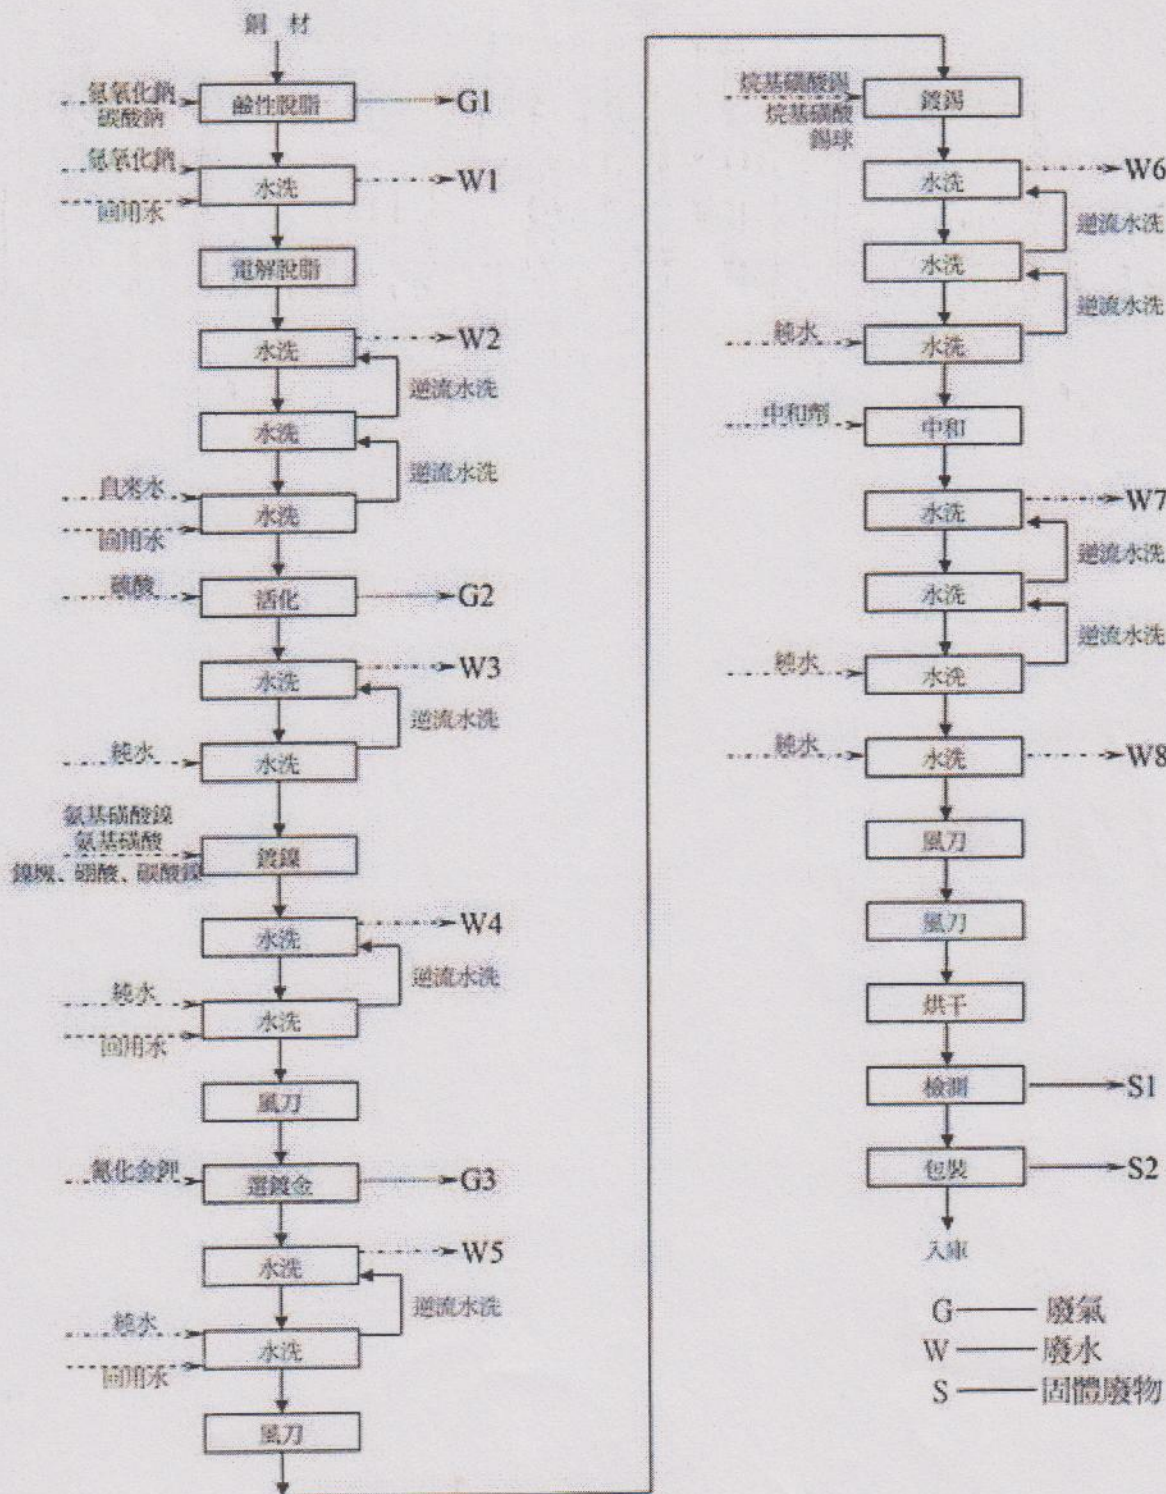 銅 材
氫氧化鈉
碳酸鈉
鹼性脫脂
G1
氫氧化鈉
回用水
水洗
W1
電解脫脂
水洗
W2
逆流水洗
水洗
逆流水洗
自來水
回用水
水洗
硫酸
活化
G2
水洗
W3
逆流水洗
純水
水洗
氨基磺酸鎳
氨基磺酸
鎳塊、硼酸、碳酸鎳
鍍鎳
水洗
W4
逆流水洗
純水
回用水
水洗
風刀
氰化金鉀
選鍍金
G3
水洗
W5
逆流水洗
純水
回用水
水洗
風刀
烷基磺酸錫
烷基磺酸
錫球
鍍錫
水洗
W6
逆流水洗
水洗
逆流水洗
純水
水洗
中和劑
中和
水洗
W7
逆流水洗
水洗
逆流水洗
純水
水洗
純水
水洗
W8
風刀
風刀
烘干
檢測
S1
包裝
S2
入庫
G —— 廢氣
W —— 廢水
S —— 固體廢物